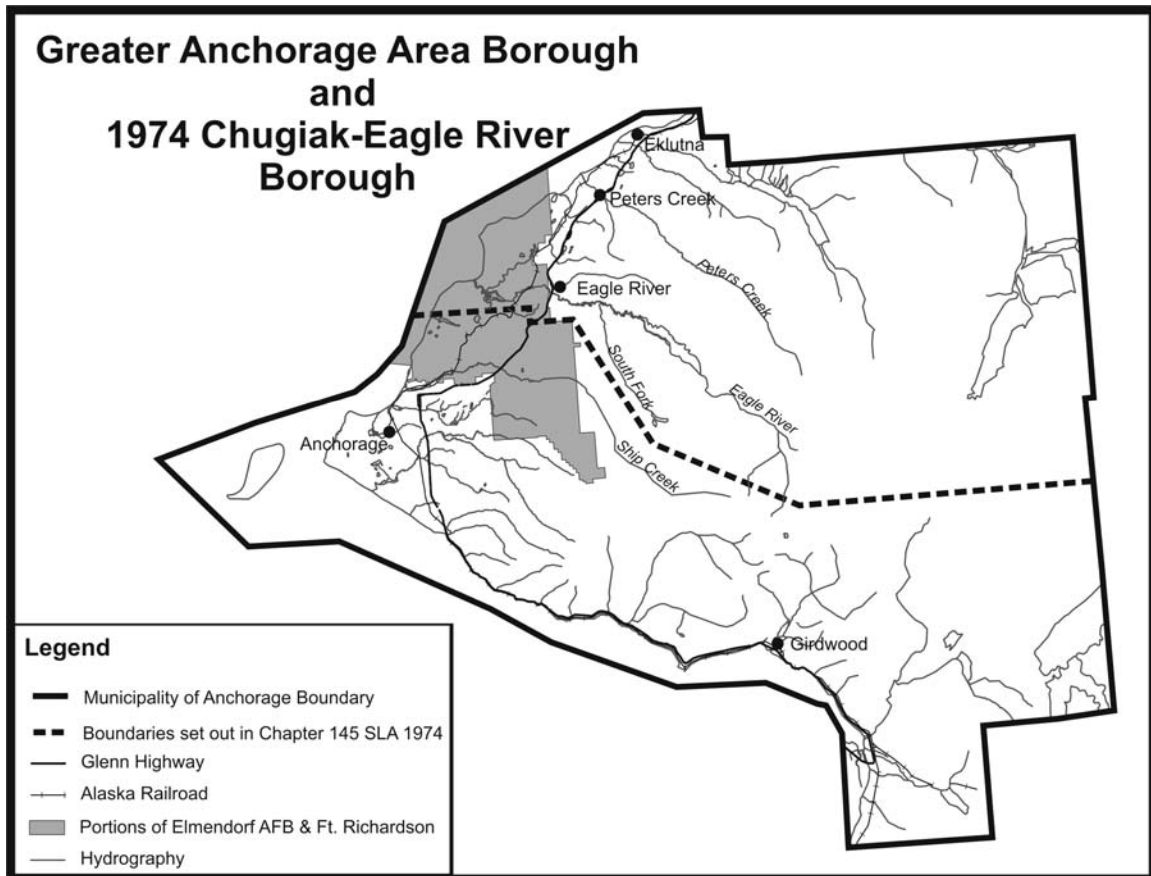 Greater Anchorage Area Borough
and
1974 Chugiak-Eagle River
Borough
Eklutna
Peters Creek
Peters Creek
Eagle River
South Fork
Eagle River
Anchorage
Ship Creek
Girdwood
Legend
Municipality of Anchorage Boundary
Boundaries set out in Chapter 145 SLA 1974
Glenn Highway
Alaska Railroad
Portions of Elmendorf AFB & Ft. Richardson
Hydrography